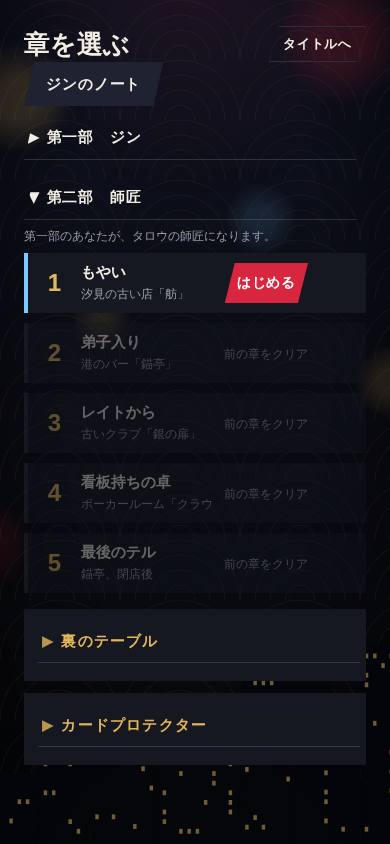 章を選ぶ
タイトルへ
ジンのノート
▶ 第一部　ジン
▼ 第二部　師匠
第一部のあなたが、タロウの師匠になります。
1
もやい
汐見の古い店「舫」
はじめる
2
弟子入り
港のバー「錨亭」
前の章をクリア
3
レイトから
古いクラブ「銀の扉」
前の章をクリア
4
看板持ちの卓
ポーカールーム「クラウ
前の章をクリア
5
最後のテル
錨亭、閉店後
前の章をクリア
▶ 裏のテーブル
▶ カードプロテクター